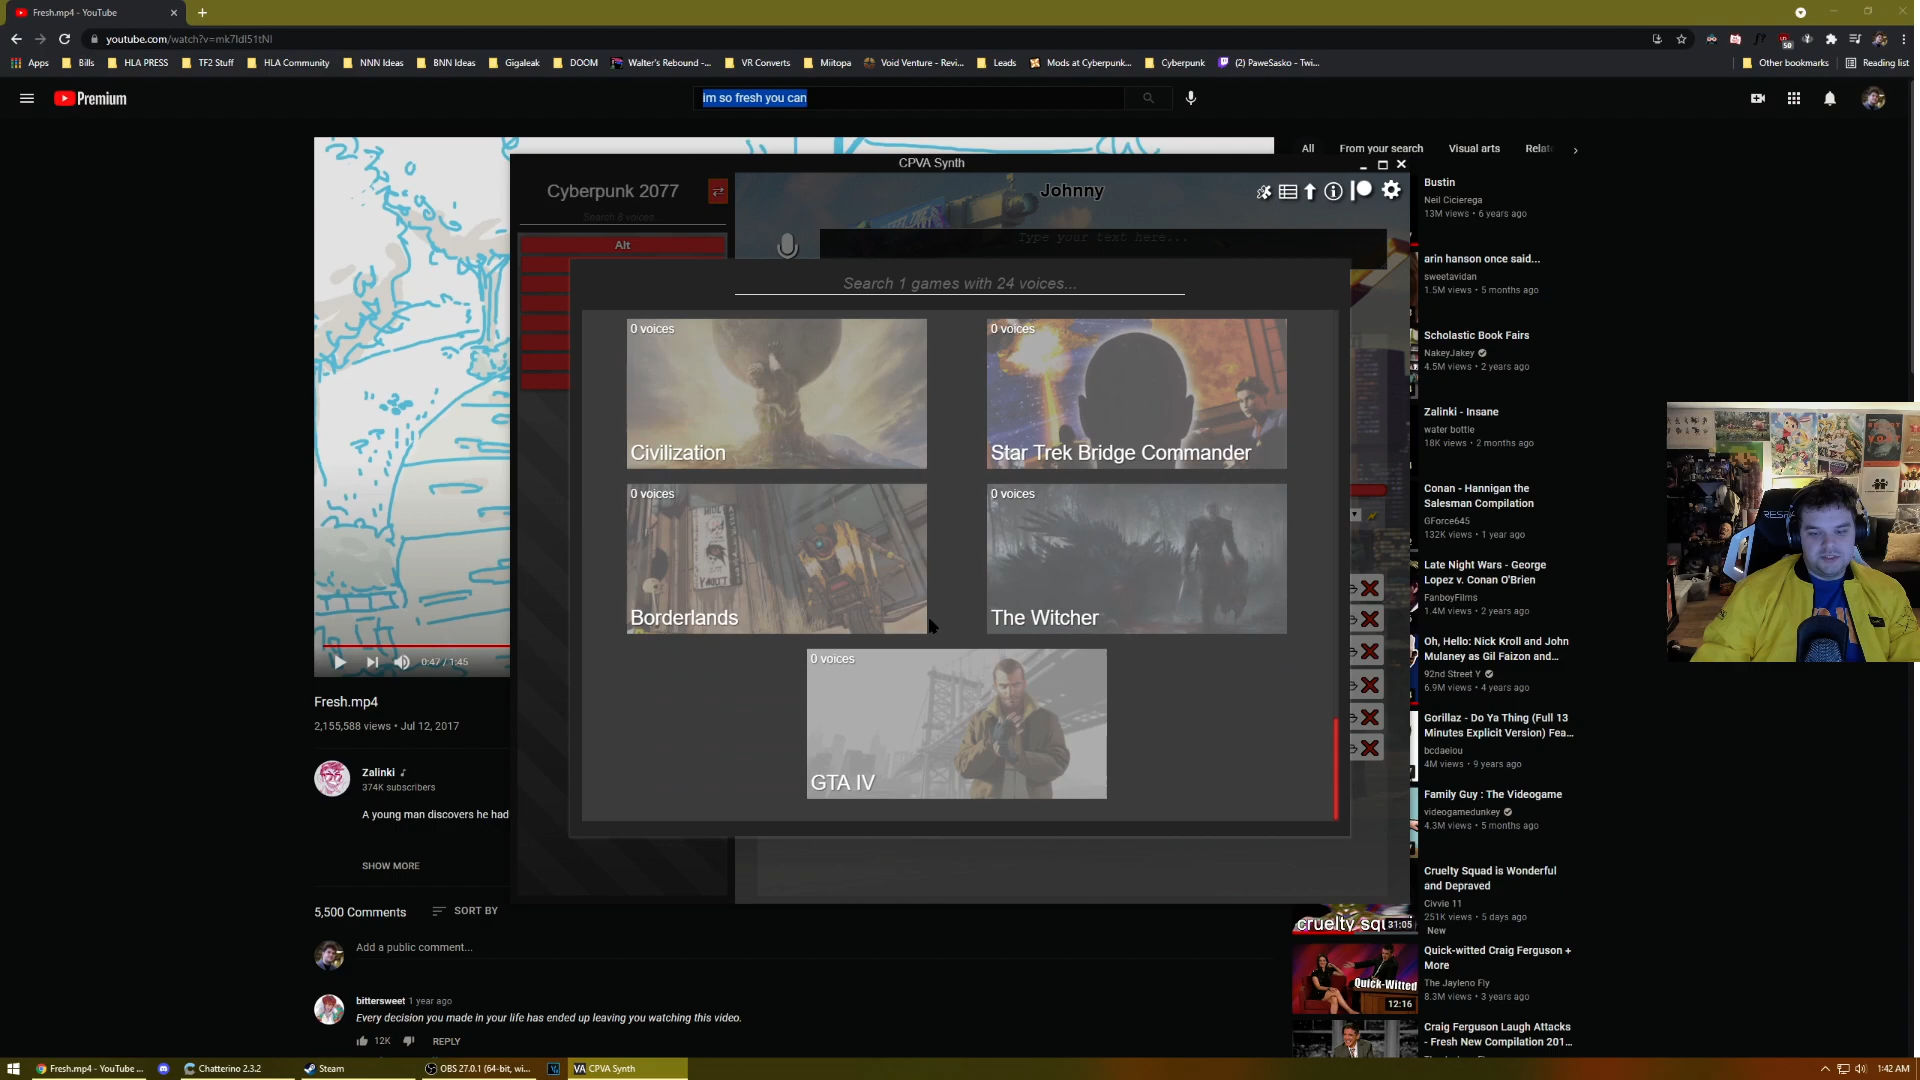 Fresh.mp4 - YouTube
youtube.com/watch?v=mk7ldl51tNI
Apps Bills HLA PRESS TF2 Stuff HLA Community NNN Ideas BNN Ideas Gigaleak DOOM Walter's Rebound -... VR Converts Miitopa Void Venture - Revi... Leads Mods at Cyberpunk... Cyberpunk (2) PaweSasko - Twi... Other bookmarks Reading list
50
Premium
im so fresh you can
CPVA Synth
Cyberpunk 2077
Search 8 voices
Alt
Johnny
Type your text here...
Search 1 games with 24 voices...
0 voices
Civilization
0 voices
Star Trek Bridge Commander
0 voices
Borderlands
0 voices
The Witcher
0 voices
GTA IV
0:47 / 1:45
Fresh.mp4
2,155,588 views • Jul 12, 2017
Zalinki
374K subscribers
A young man discovers he had
SHOW MORE
5,500 Comments SORT BY
Add a public comment...
bittersweet 1 year ago
Every decision you made in your life has ended up leaving you watching this video.
12K REPLY
All From your search Visual arts
Bustin
Neil Cicierega
13M views • 6 years ago
arin hanson once said...
sweetavidan
1.5M views • 5 months ago
Scholastic Book Fairs
NakeyJakey
4.5M views • 2 years ago
Zalinki - Insane
water bottle
18K views • 2 months ago
Conan - Hannigan the
Salesman Compilation
GForce645
132K views • 1 year ago
Late Night Wars - George
Lopez v. Conan O'Brien
FanboyFilms
1.4M views • 2 years ago
Oh, Hello: Nick Kroll and John
Mulaney as Gil Faizon and...
92nd Street Y
6.9M views • 4 years ago
Gorillaz - Do Ya Thing (Full 13
Minutes Explicit Version) Fea...
bcdaeiou
4M views • 9 years ago
Family Guy : The Videogame
videogamedunkey
4.3M views • 5 months ago
Cruelty Squad is Wonderful
and Depraved
Civvie 11
251K views • 5 days ago
New
cruelty squ
31:05
Quick-witted Craig Ferguson +
More
The Jayleno Fly
8.3M views • 3 years ago
Quick-Witted
12:16
Craig Ferguson Laugh Attacks
- Fresh New Compilation 201...
Fresh.mp4 - YouTube ... Chatterino 2.3.2 Steam OBS 27.0.1 (64-bit, wi... VA CPVA Synth 1:42 AM